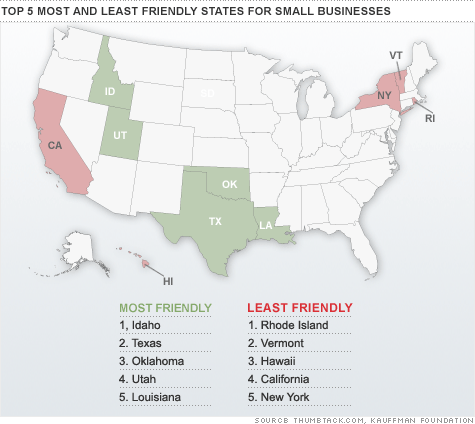 TOP 5 MOST AND LEAST FRIENDLY STATES FOR SMALL BUSINESSES
VT
ID
SD
NY
UT
RI
CA
OK
TX
LA
HI
MOST FRIENDLY
1, Idaho
2. Texas
3. Oklahoma
4. Utah
5. Louisiana
LEAST FRIENDLY
1. Rhode Island
2. Vermont
3. Hawaii
4. California
5. New York
SOURCB THUMBTACK.COM, KAUFFMAN FOUNDATION